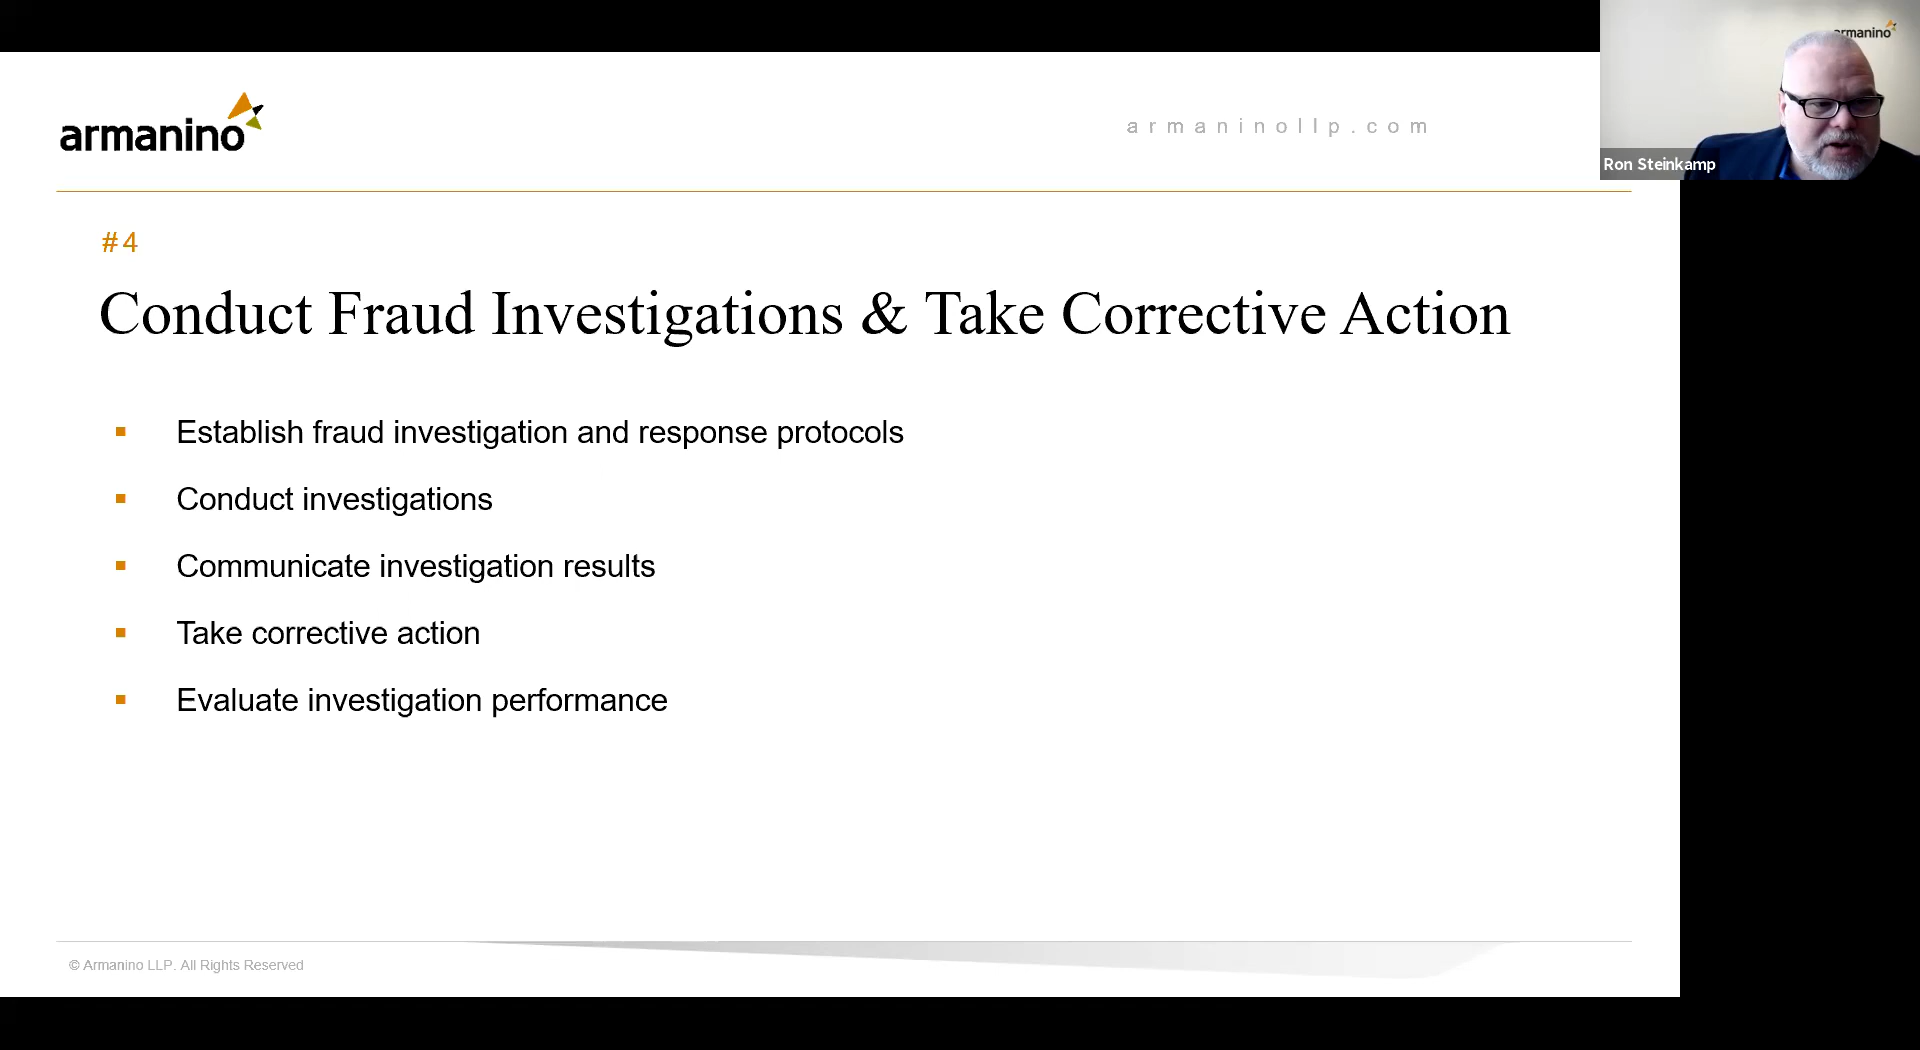 armanino
armaninollp.com
armanino
Ron Steinkamp
#4
Conduct Fraud Investigations & Take Corrective Action
▪ Establish fraud investigation and response protocols
▪ Conduct investigations
▪ Communicate investigation results
▪ Take corrective action
▪ Evaluate investigation performance
© Armanino LLP. All Rights Reserved